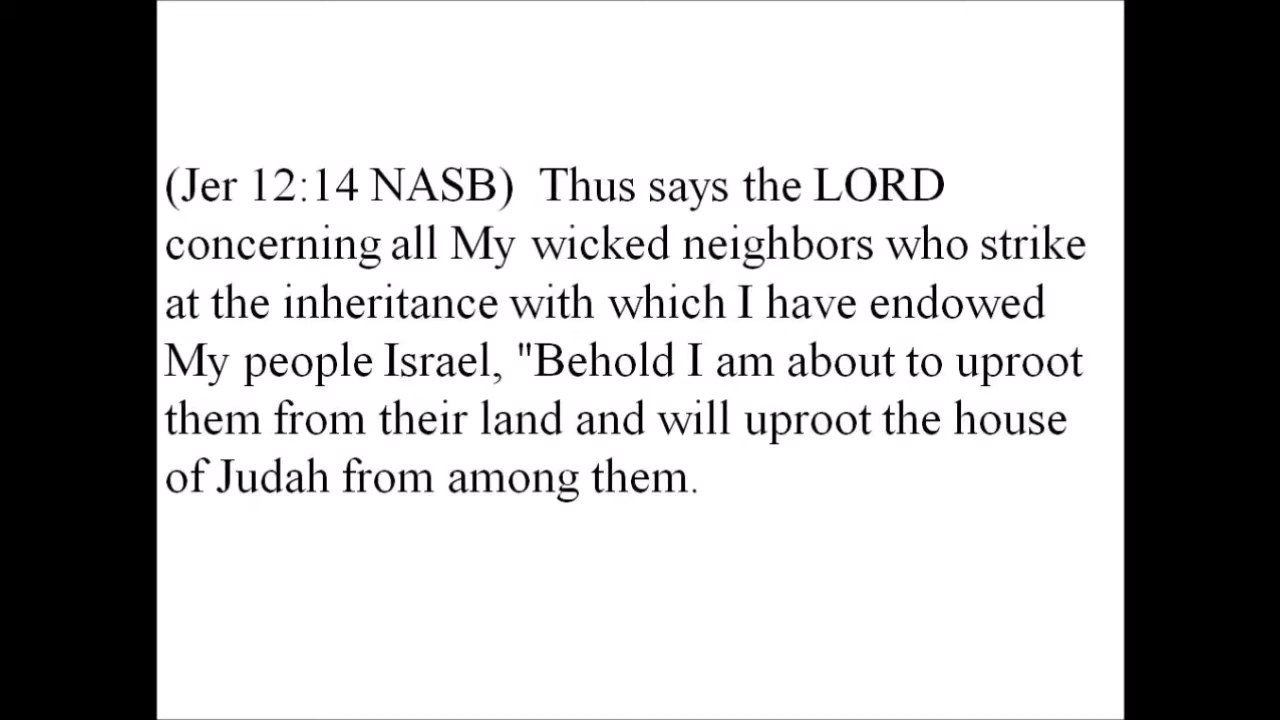 (Jer 12:14 NASB)  Thus says the LORD
concerning all My wicked neighbors who strike
at the inheritance with which I have endowed
My people Israel, "Behold I am about to uproot
them from their land and will uproot the house
of Judah from among them.